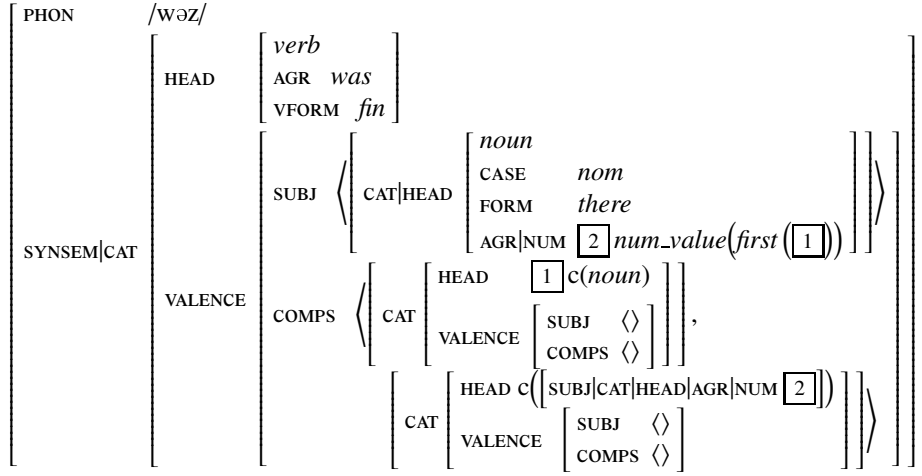 PHON /wəz/
verb
HEAD AGR was
VFORM fin
noun
CASE nom
SUBJ ⟨ CAT|HEAD FORM there ⟩
AGR|NUM 2 num_value(first(1))
SYNSEM|CAT
HEAD 1 c(noun)
VALENCE COMPS ⟨ CAT ,
VALENCE SUBJ ⟨⟩
COMPS ⟨⟩
HEAD c([SUBJ|CAT|HEAD|AGR|NUM 2])
CAT ⟩
VALENCE SUBJ ⟨⟩
COMPS ⟨⟩